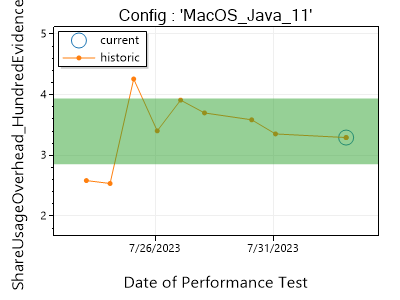 Config : 'MacOS_Java_11'
ShareUsageOverhead_HundredEvidence
current
historic
5
4
3
2
7/26/2023
7/31/2023
Date of Performance Test